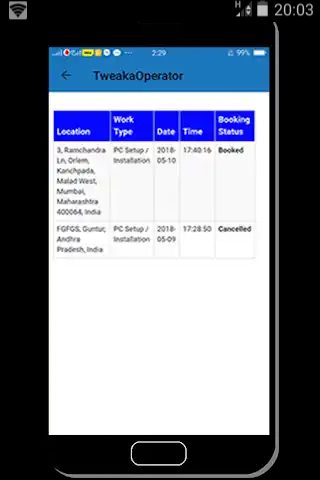 H 20:03
2:29 99%
TweakaOperator
Location Work Type Date Time Booking Status
3, Ramchandra Ln, Orlem, Kanchpada, Malad West, Mumbai, Maharashtra 400064, India PC Setup / Installation 2018-05-10 17:40:16 Booked
FGFGS, Guntur, Andhra Pradesh, India PC Setup / Installation 2018-05-09 17:28:50 Cancelled